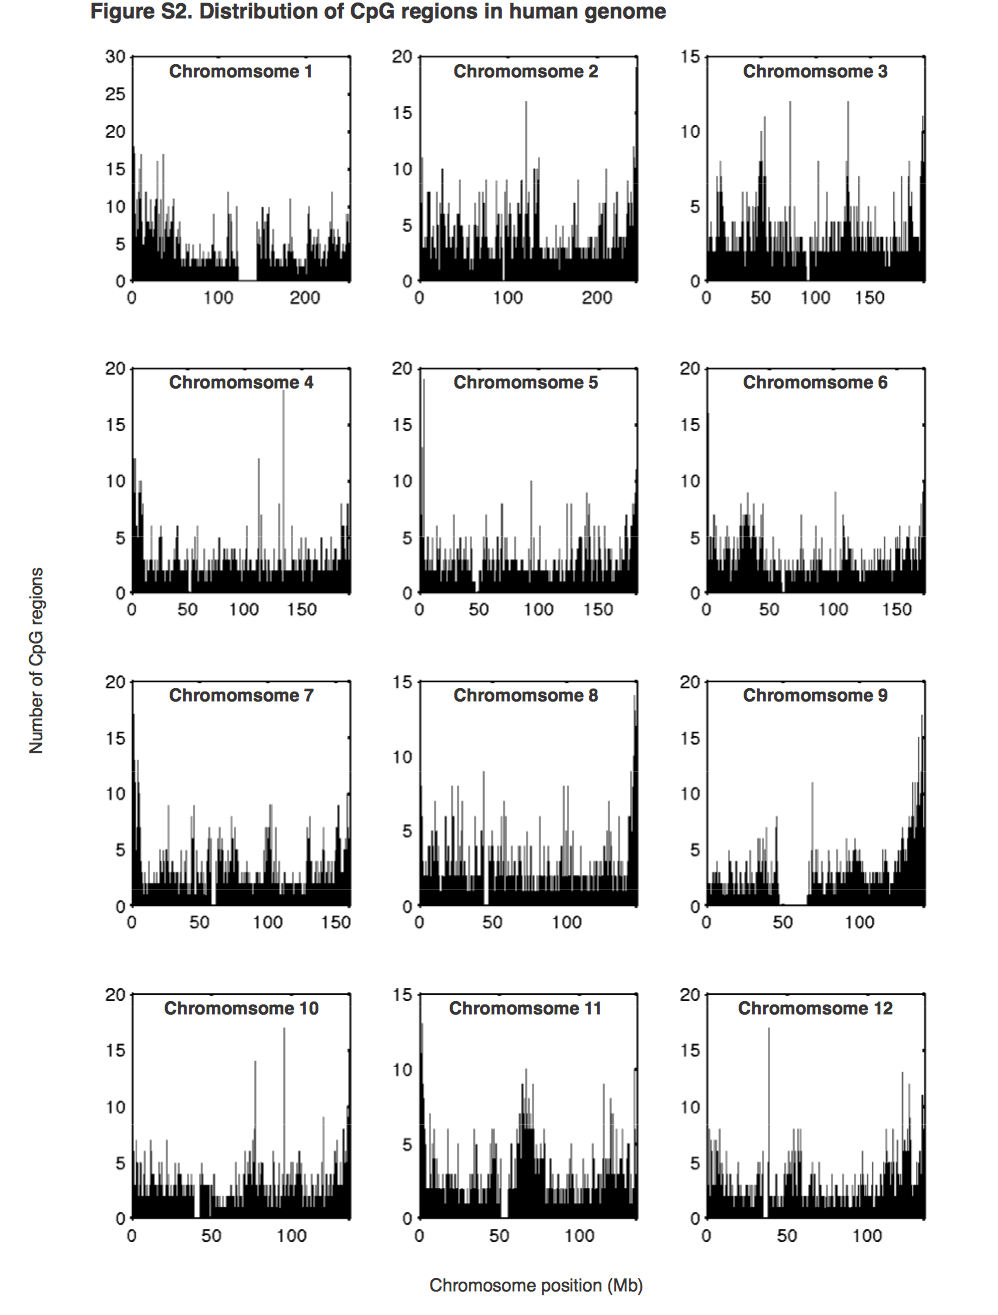 Figure S2. Distribution of CpG regions in human genome
Chromomsome 1
30
25
20
15
10
5
0
0 100 200
Chromomsome 2
20
15
10
5
0
0 100 200
Chromomsome 3
15
10
5
0
0 50 100 150
Chromomsome 4
20
15
10
5
0
0 50 100 150
Chromomsome 5
20
15
10
5
0
0 50 100 150
Chromomsome 6
20
15
10
5
0
0 50 100 150
Number of CpG regions
Chromomsome 7
20
15
10
5
0
0 50 100 150
Chromomsome 8
15
10
5
0
0 50 100
Chromomsome 9
20
15
10
5
0
0 50 100
Chromomsome 10
20
15
10
5
0
0 50 100
Chromomsome 11
15
10
5
0
0 50 100
Chromomsome 12
20
15
10
5
0
0 50 100
Chromosome position (Mb)